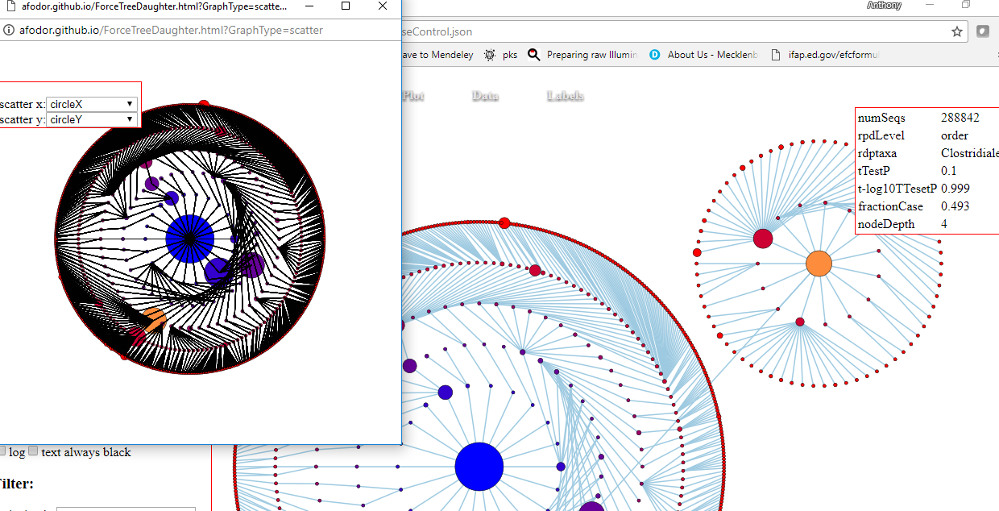 afodor.github.io/ForceTreeDaughter.html?GraphType=scatte...
Anthony
afodor.github.io/ForceTreeDaughter.html?GraphType=scatter
seControl.json
ave to Mendeley
pks
Preparing raw Illumin
About Us - Mecklenb
ifap.ed.gov/efcformul
Plot
Data
Labels
scatter x: circleX
scatter y: circleY
numSeqs 288842
rpdLevel order
rdptaxa Clostridiale
tTestP 0.1
t-log10TTesetP 0.999
fractionCase 0.493
nodeDepth 4
log text always black
Filter: